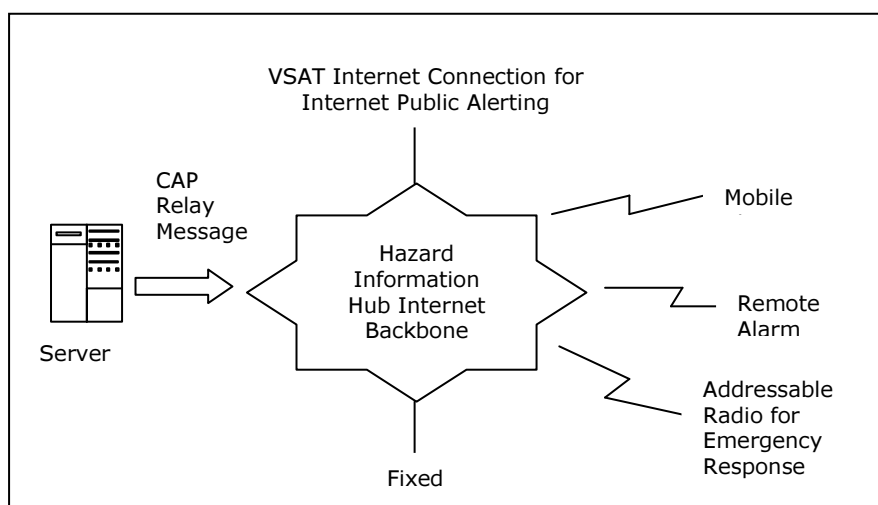 VSAT Internet Connection for
Internet Public Alerting
CAP
Relay
Message
Server
Hazard
Information
Hub Internet
Backbone
Mobile
Remote
Alarm
Addressable
Radio for
Emergency
Response
Fixed